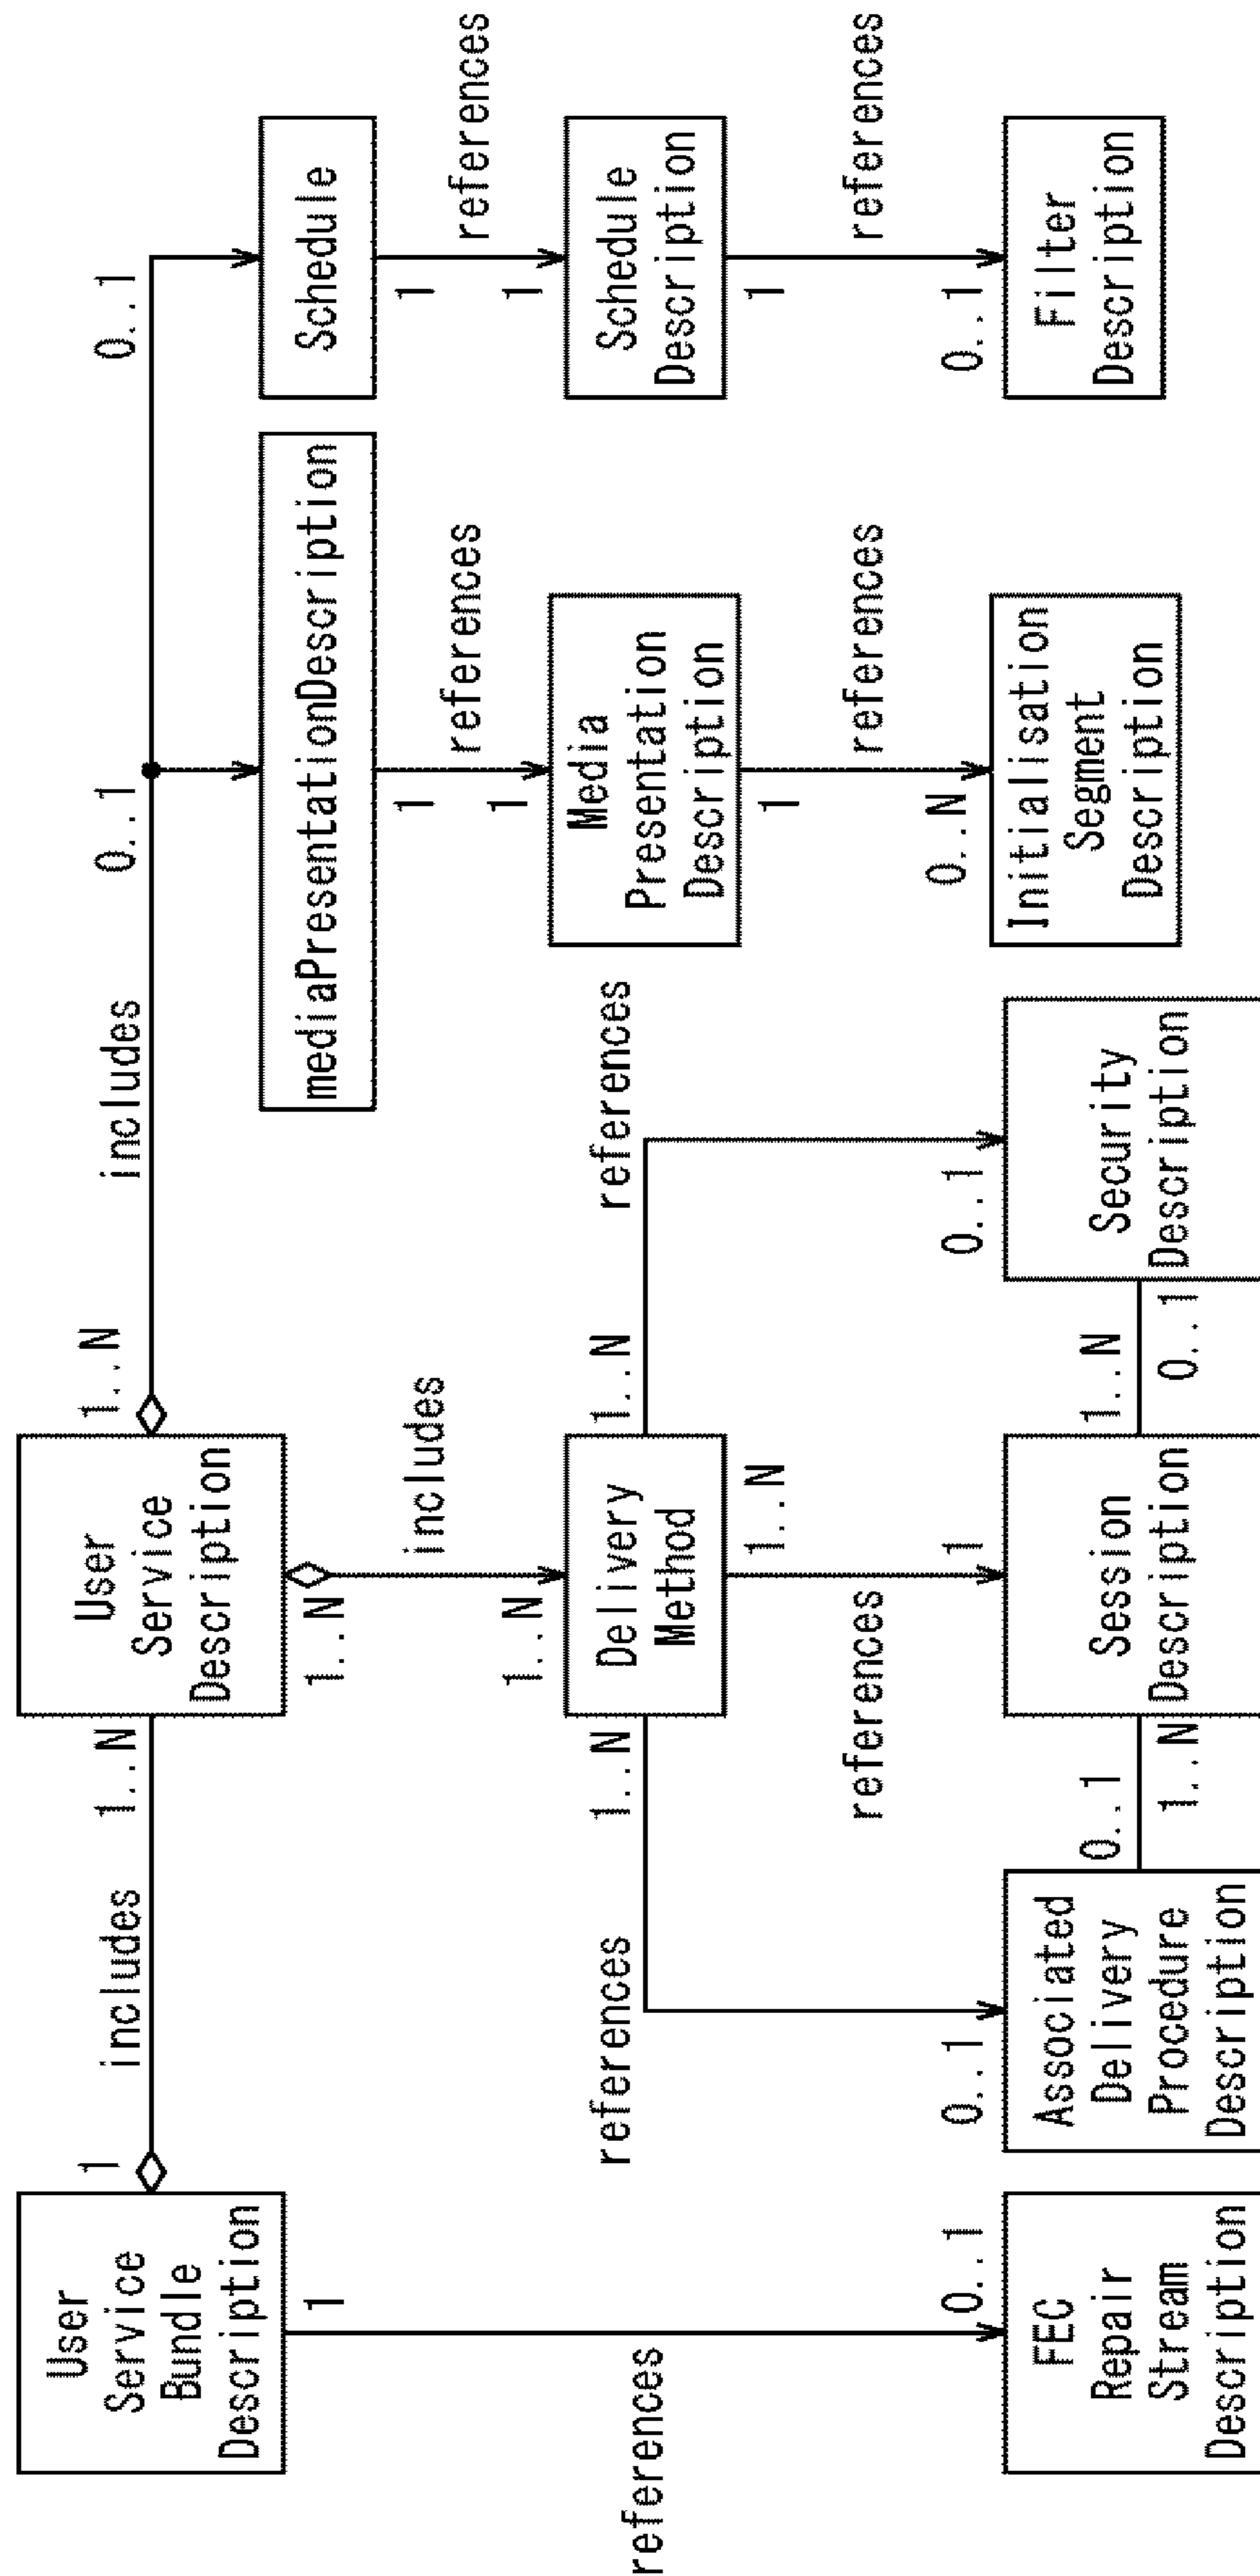 User
Service
Bundle
Description
1
includes
1..N
User
Service
Description
1..N
includes
0..1
0..1
1
references
0..1
FEC
Repair
Stream
Description
1..N
includes
1..N
Delivery
Method
1..N
references
0..1
Associated
Delivery
Procedure
Description
1..N
references
1
Session
Description
1..N
references
0..1
Security
Description
0..1
1..N
1..N
0..1
mediaPresentationDescription
1
references
1
Media
Presentation
Description
1
references
0..N
Initialisation
Segment
Description
Schedule
1
references
1
Schedule
Description
1
references
0..1
Filter
Description